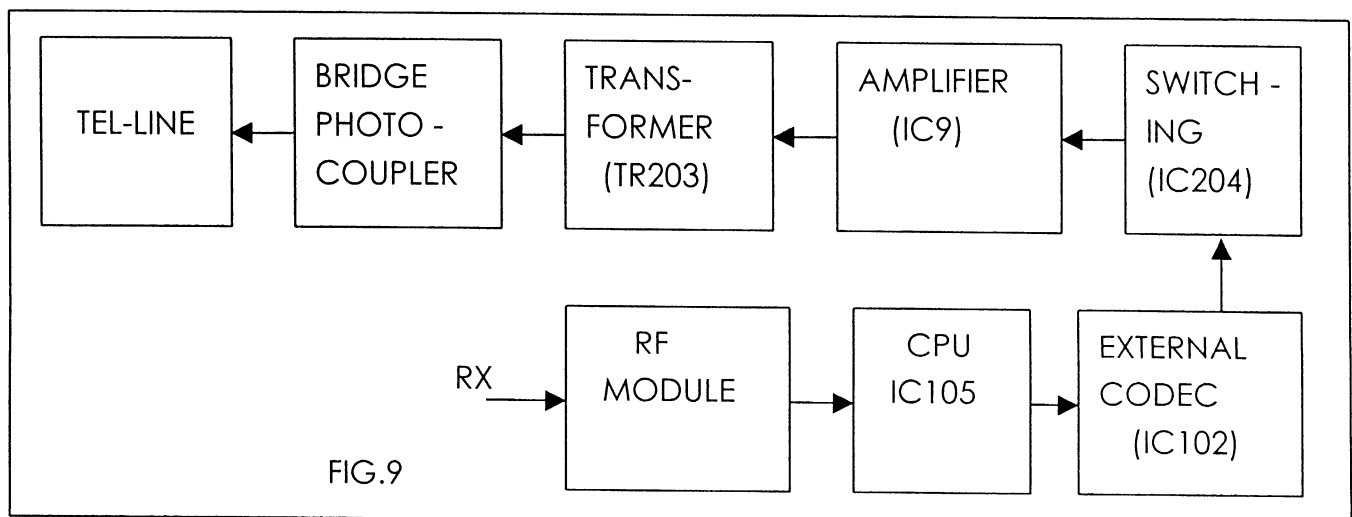 TEL-LINE
BRIDGE
PHOTO -
COUPLER
TRANS-
FORMER
(TR203)
AMPLIFIER
(IC9)
SWITCH -
ING
(IC204)
RX
RF
MODULE
CPU
IC105
EXTERNAL
CODEC
(IC102)
FIG.9